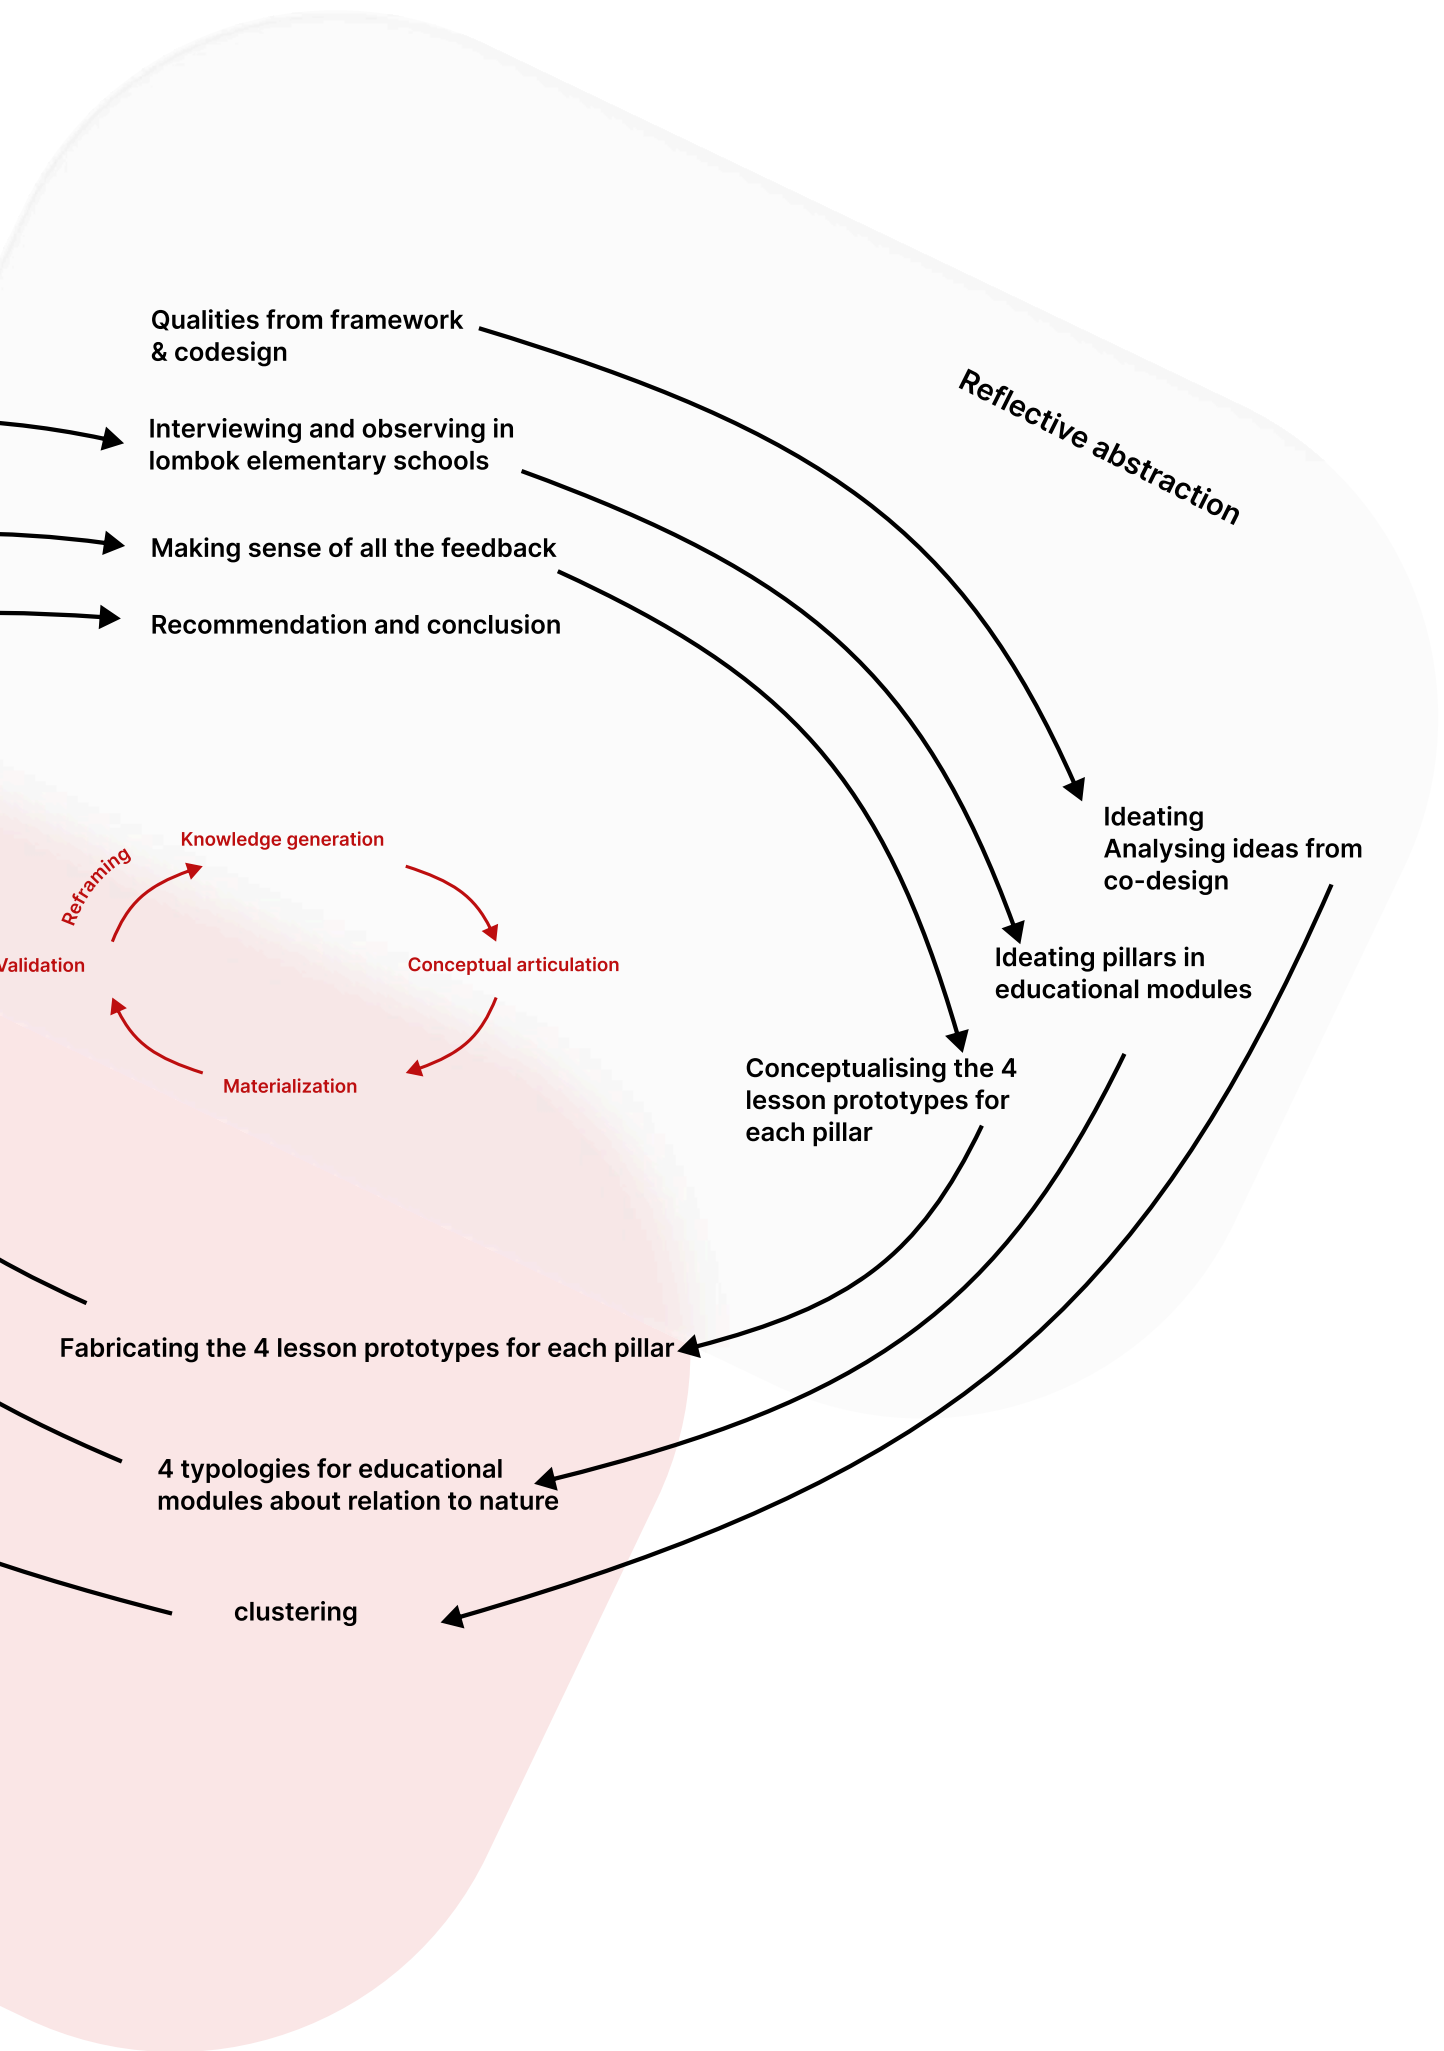 Qualities from framework
& codesign
Reflective abstraction
Interviewing and observing in
lombok elementary schools
Making sense of all the feedback
Recommendation and conclusion
Ideating
Analysing ideas from
co-design
Knowledge generation
Reframing
Validation
Conceptual articulation
Materialization
Ideating pillars in
educational modules
Conceptualising the 4
lesson prototypes for
each pillar
Fabricating the 4 lesson prototypes for each pillar
4 typologies for educational
modules about relation to nature
clustering